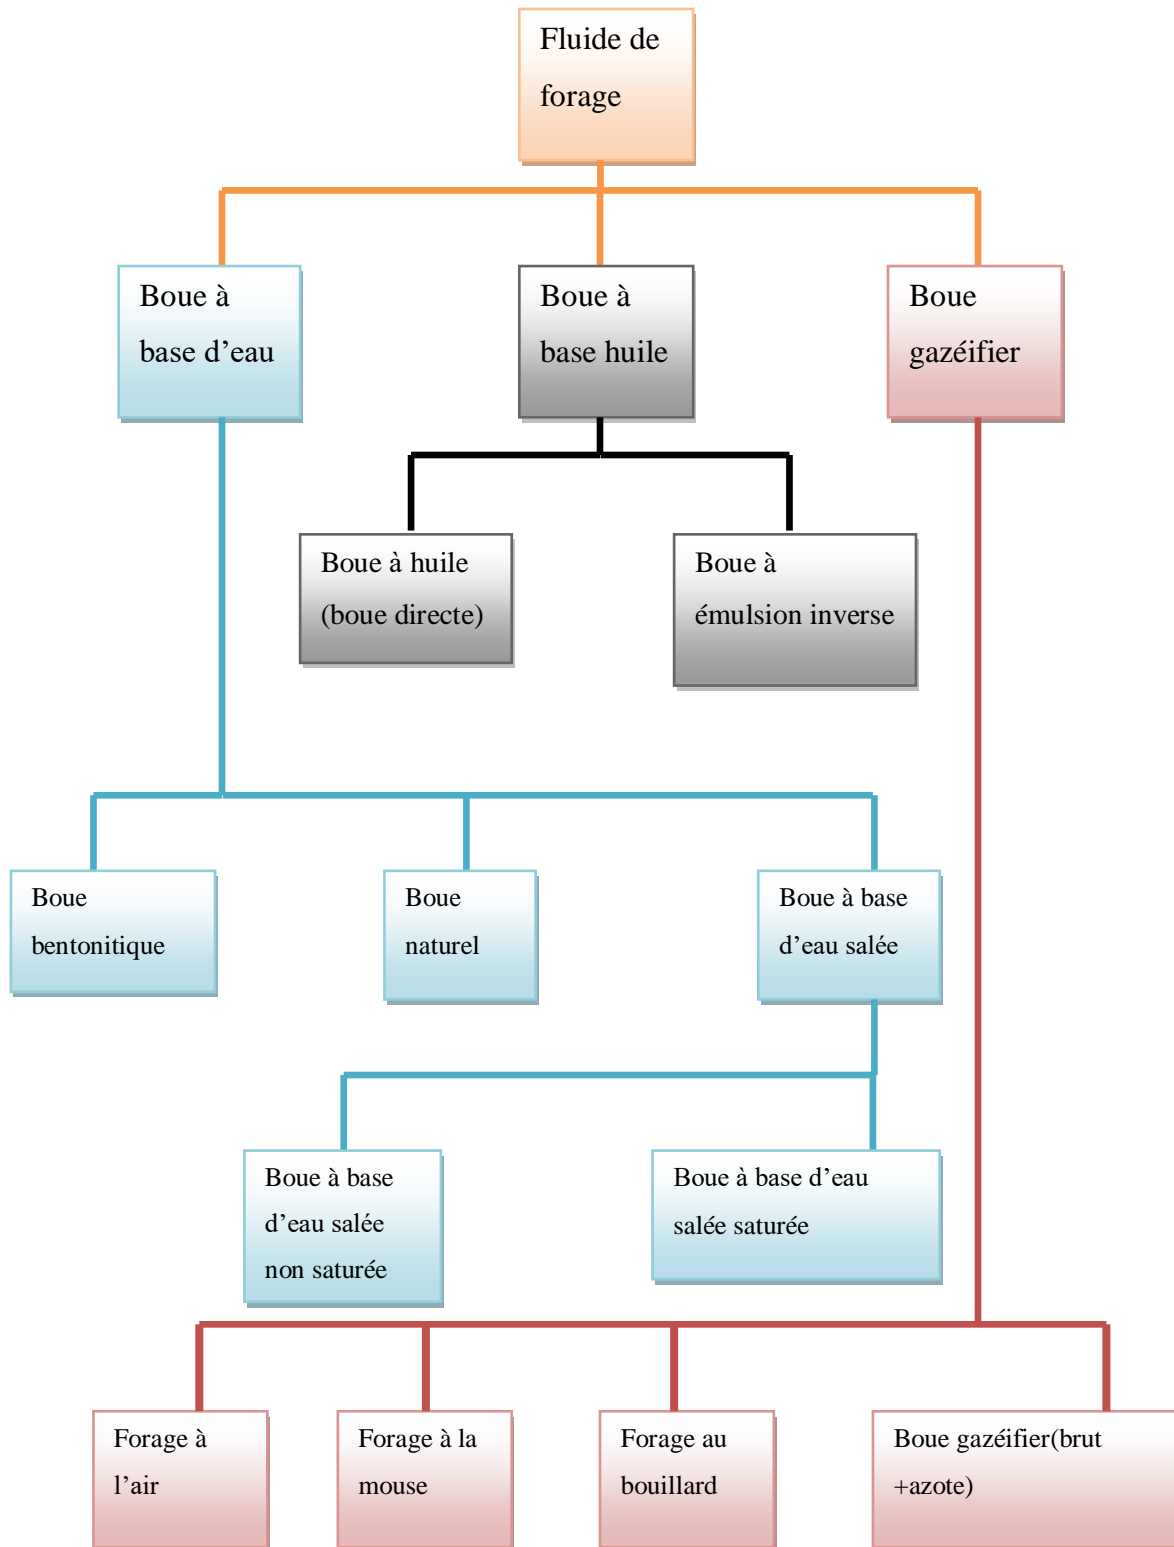 Fluide de
forage
Boue à
base d’eau
Boue à
base huile
Boue
gazéifier
Boue à huile
(boue directe)
Boue à
émulsion inverse
Boue
bentonitique
Boue
naturel
Boue à base
d’eau salée
Boue à base
d’eau salée
non saturée
Boue à base d’eau
salée saturée
Forage à
l’air
Forage à la
mouse
Forage au
bouillard
Boue gazéifier(brut
+azote)